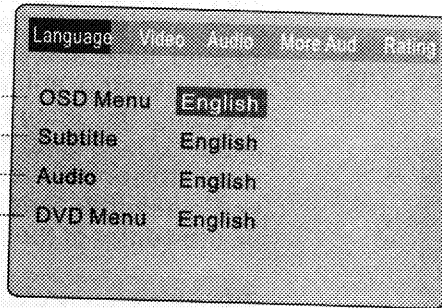 Language Video Audio More Aud Rating
OSD Menu English
Subtitle English
Audio English
DVD Menu English